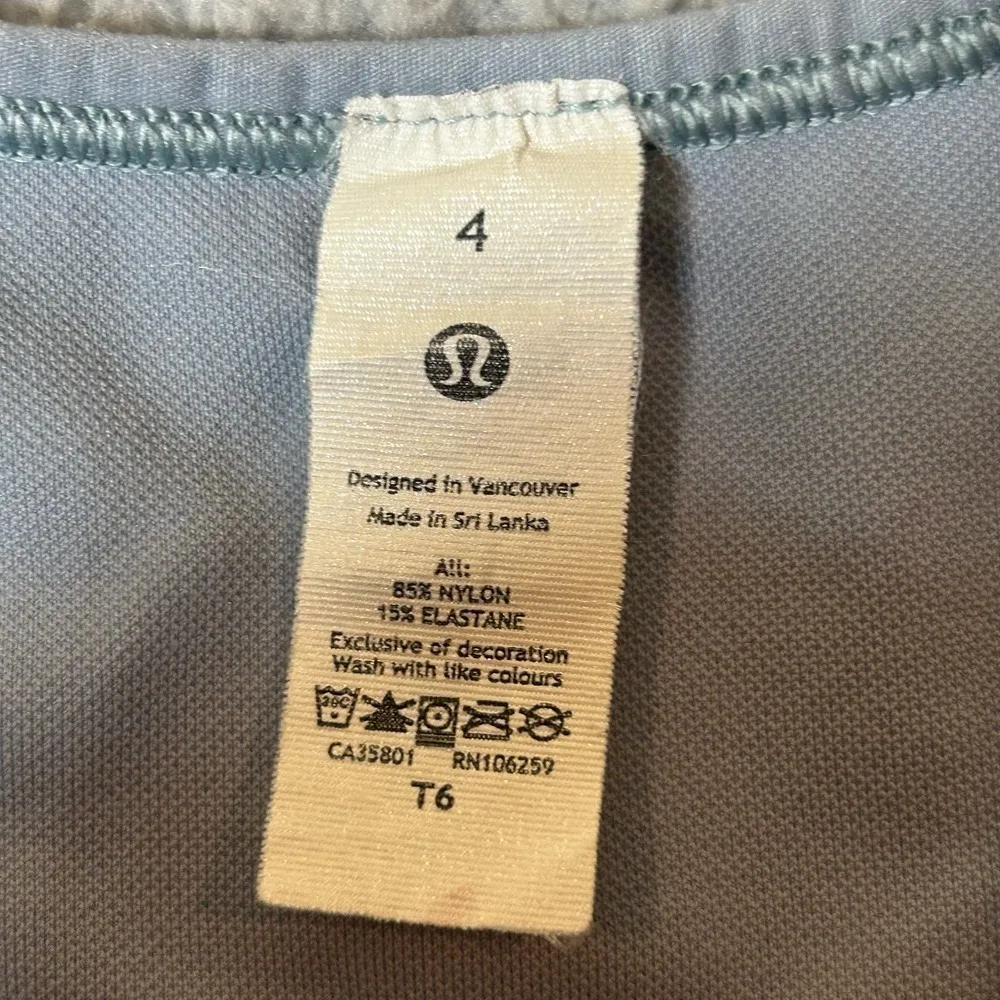 4
Designed in Vancouver
Made in Sri Lanka
All:
85% NYLON
15% ELASTANE
Exclusive of decoration
Wash with like colours
30C
CA35801 RN106259
T6